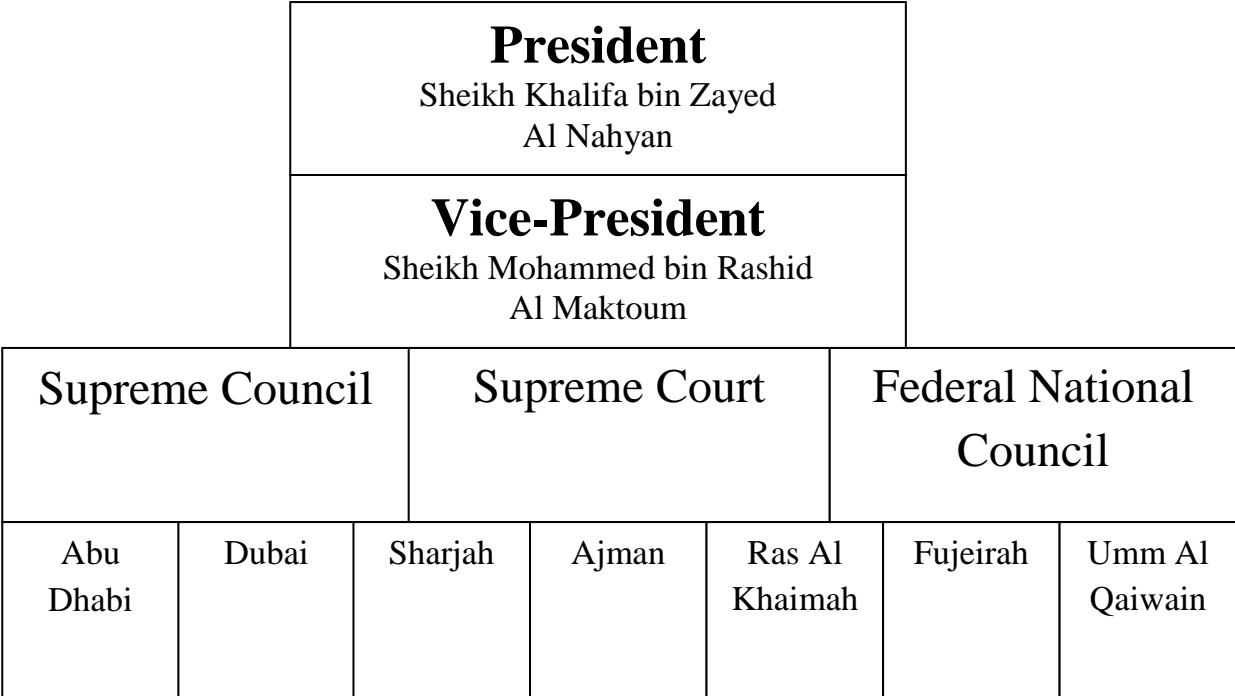 President
Sheikh Khalifa bin Zayed
Al Nahyan
Vice-President
Sheikh Mohammed bin Rashid
Al Maktoum
Supreme Council
Supreme Court
Federal National
Council
Abu
Dhabi
Dubai
Sharjah
Ajman
Ras Al
Khaimah
Fujeirah
Umm Al
Qaiwain